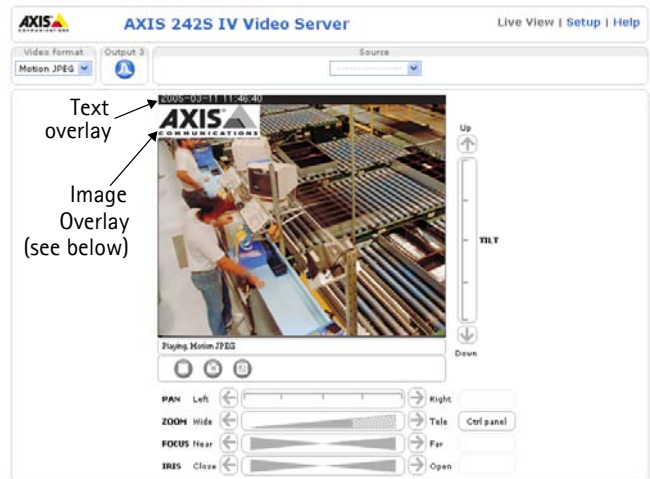 AXIS
COMMUNICATIONS
AXIS 242S IV Video Server
Live View | Setup | Help
Video format
Output 3
Source
Motion JPEG
Text
overlay
2005-03-11 11:46:40
AXIS
COMMUNICATIONS
Image
Overlay
(see below)
Up
TILT
Down
Playing, Motion JPEG
PAN Left
Right
ZOOM Wide
Tele
Ctrl panel
FOCUS Near
Far
IRIS Close
Open